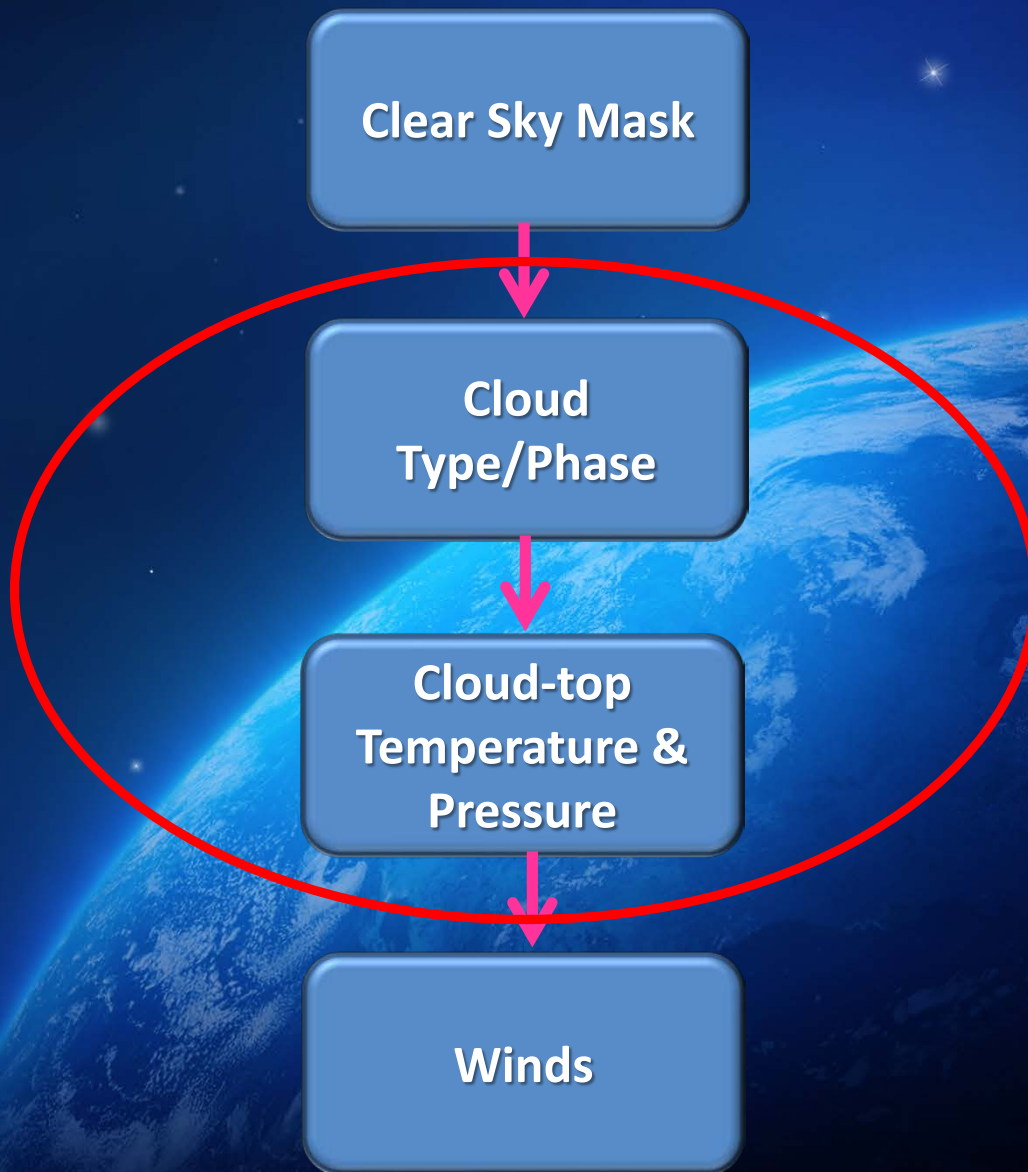 Clear Sky Mask
Cloud
Type/Phase
Cloud-top
Temperature &
Pressure
Winds